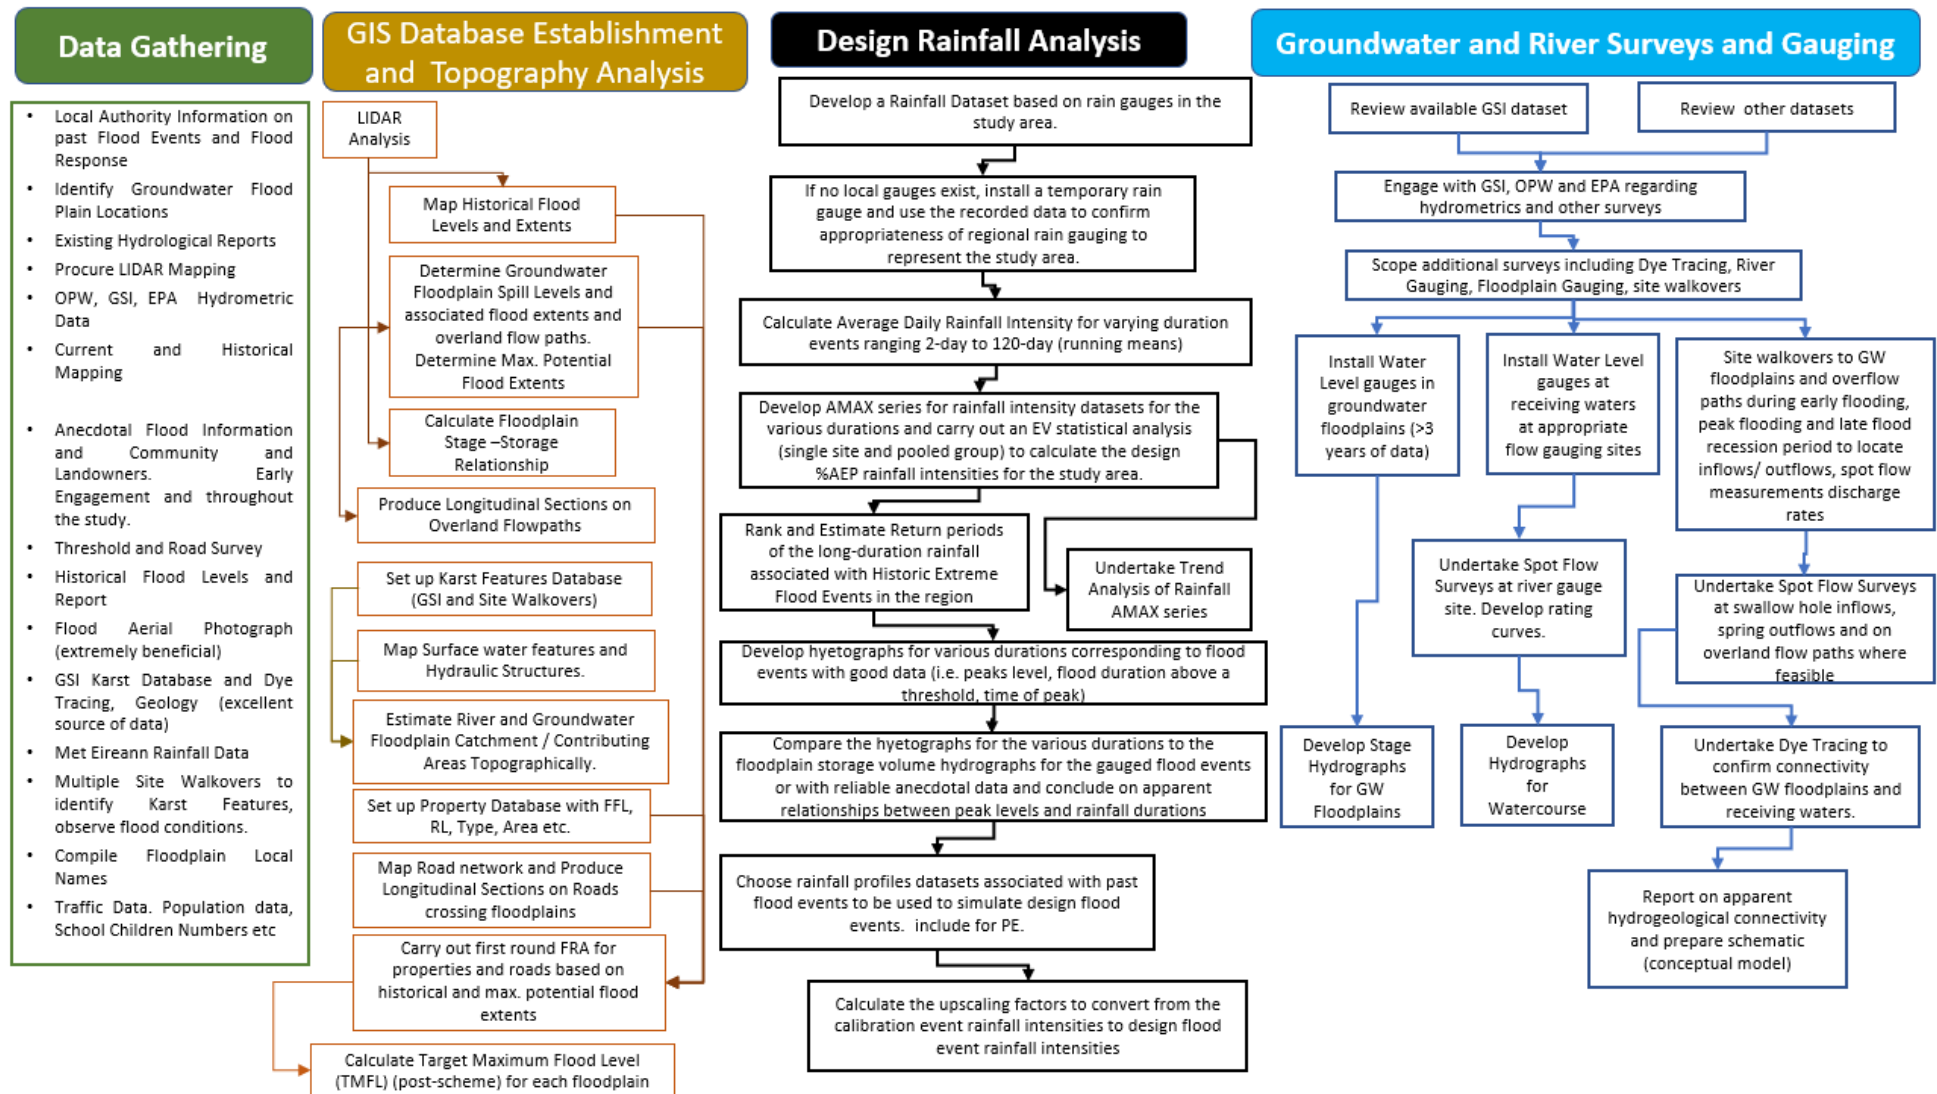 Data Gathering
Local Authority Information on
past Flood Events and Flood
Response
Identify Groundwater Flood
Plain Locations
Existing Hydrological Reports
Procure LIDAR Mapping
OPW, GSI, EPA Hydrometric
Data
Current and Historical
Mapping
Anecdotal Flood Information
and Community and
Landowners. Early
Engagement and throughout
the study.
Threshold and Road Survey
Historical Flood Levels and
Report
Flood Aerial Photograph
(extremely beneficial)
GSI Karst Database and Dye
Tracing, Geology (excellent
source of data)
Met Eireann Rainfall Data
Multiple Site Walkovers to
identify Karst Features,
observe flood conditions.
Compile Floodplain Local
Names
Traffic Data. Population data,
School Children Numbers etc
GIS Database Establishment
and Topography Analysis
LIDAR
Analysis
Map Historical Flood
Levels and Extents
Determine Groundwater
Floodplain Spill Levels and
associated flood extents and
overland flow paths.
Determine Max. Potential
Flood Extents
Calculate Floodplain
Stage –Storage
Relationship
Produce Longitudinal Sections on
Overland Flowpaths
Set up Karst Features Database
(GSI and Site Walkovers)
Map Surface water features and
Hydraulic Structures.
Estimate River and Groundwater
Floodplain Catchment / Contributing
Areas Topographically.
Set up Property Database with FFL,
RL, Type, Area etc.
Map Road network and Produce
Longitudinal Sections on Roads
crossing floodplains
Carry out first round FRA for
properties and roads based on
historical and max. potential flood
extents
Calculate Target Maximum Flood Level
(TMFL) (post-scheme) for each floodplain
Design Rainfall Analysis
Develop a Rainfall Dataset based on rain gauges in the
study area.
If no local gauges exist, install a temporary rain
gauge and use the recorded data to confirm
appropriateness of regional rain gauging to
represent the study area.
Calculate Average Daily Rainfall Intensity for varying duration
events ranging 2-day to 120-day (running means)
Develop AMAX series for rainfall intensity datasets for the
various durations and carry out an EV statistical analysis
(single site and pooled group) to calculate the design
%AEP rainfall intensities for the study area.
Rank and Estimate Return periods
of the long-duration rainfall
associated with Historic Extreme
Flood Events in the region
Undertake Trend
Analysis of Rainfall
AMAX series
Develop hyetographs for various durations corresponding to flood
events with good data (i.e. peaks level, flood duration above a
threshold, time of peak)
Compare the hyetographs for the various durations to the
floodplain storage volume hydrographs for the gauged flood events
or with reliable anecdotal data and conclude on apparent
relationships between peak levels and rainfall durations
Choose rainfall profiles datasets associated with past
flood events to be used to simulate design flood
events. include for PE.
Calculate the upscaling factors to convert from the
calibration event rainfall intensities to design flood
event rainfall intensities
Groundwater and River Surveys and Gauging
Review available GSI dataset
Review other datasets
Engage with GSI, OPW and EPA regarding
hydrometrics and other surveys
Scope additional surveys including Dye Tracing, River
Gauging, Floodplain Gauging, site walkovers
Install Water
Level gauges in
groundwater
floodplains (>3
years of data)
Install Water Level
gauges at
receiving waters
at appropriate
flow gauging sites
Site walkovers to GW
floodplains and overflow
paths during early flooding,
peak flooding and late flood
recession period to locate
inflows/ outflows, spot flow
measurements discharge
rates
Undertake Spot Flow
Surveys at river gauge
site. Develop rating
curves.
Undertake Spot Flow Surveys
at swallow hole inflows,
spring outflows and on
overland flow paths where
feasible
Develop Stage
Hydrographs
for GW
Floodplains
Develop
Hydrographs
for
Watercourse
Undertake Dye Tracing to
confirm connectivity
between GW floodplains and
receiving waters.
Report on apparent
hydrogeological connectivity
and prepare schematic
(conceptual model)